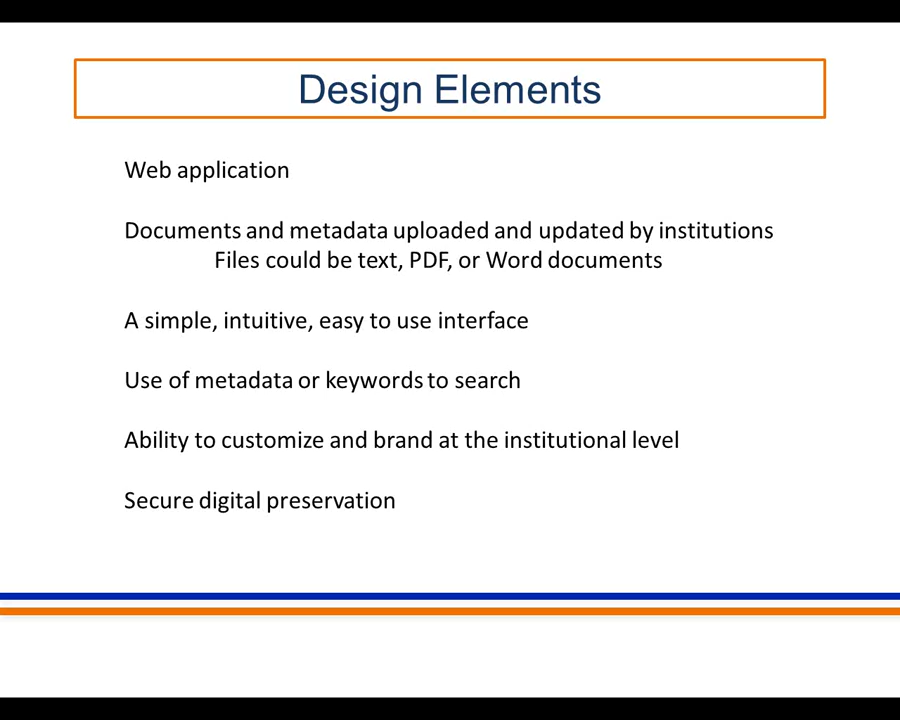 Design Elements
Web application
Documents and metadata uploaded and updated by institutions
Files could be text, PDF, or Word documents
A simple, intuitive, easy to use interface
Use of metadata or keywords to search
Ability to customize and brand at the institutional level
Secure digital preservation